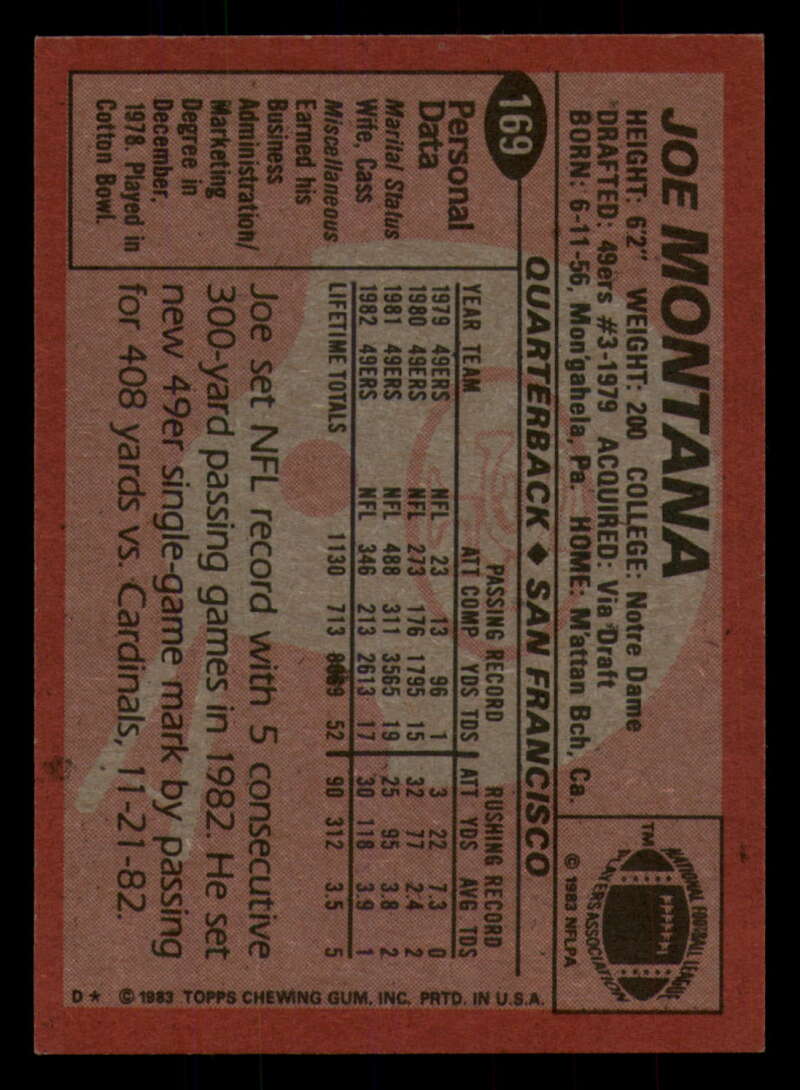 JOE MONTANA
HEIGHT: 6'2" WEIGHT: 200 COLLEGE: Notre Dame
DRAFTED: 49ers #3-1979 ACQUIRED: Via Draft
BORN: 6-11-56, Mon'gahela, Pa. HOME: M'attan Bch, Ca.
NATIONAL FOOTBALL LEAGUE
PLAYERS ASSOCIATION
TM
© 1983 NFLPA
169
QUARTERBACK ♦ SAN FRANCISCO
Personal
Data
Marital Status
Wife, Cass
Miscellaneous
Earned his
Business
Administration/
Marketing
Degree in
December,
1978. Played in
Cotton Bowl.
PASSING RECORD RUSHING RECORD
YEAR TEAM ATT COMP YDS TDS ATT YDS AVG TDS
1979 49ERS NFL 23 13 96 1 3 22 7.3 0
1980 49ERS NFL 273 176 1795 15 32 77 2.4 2
1981 49ERS NFL 488 311 3565 19 25 95 3.8 2
1982 49ERS NFL 346 213 2613 17 30 118 3.9 1
LIFETIME TOTALS 1130 713 52 90 312 3.5 5
Joe set NFL record with 5 consecutive
300-yard passing games in 1982. He set
new 49er single-game mark by passing
for 408 yards vs. Cardinals, 11-21-82.
D★ © 1983 TOPPS CHEWING GUM, INC. PRTD. IN U.S.A.